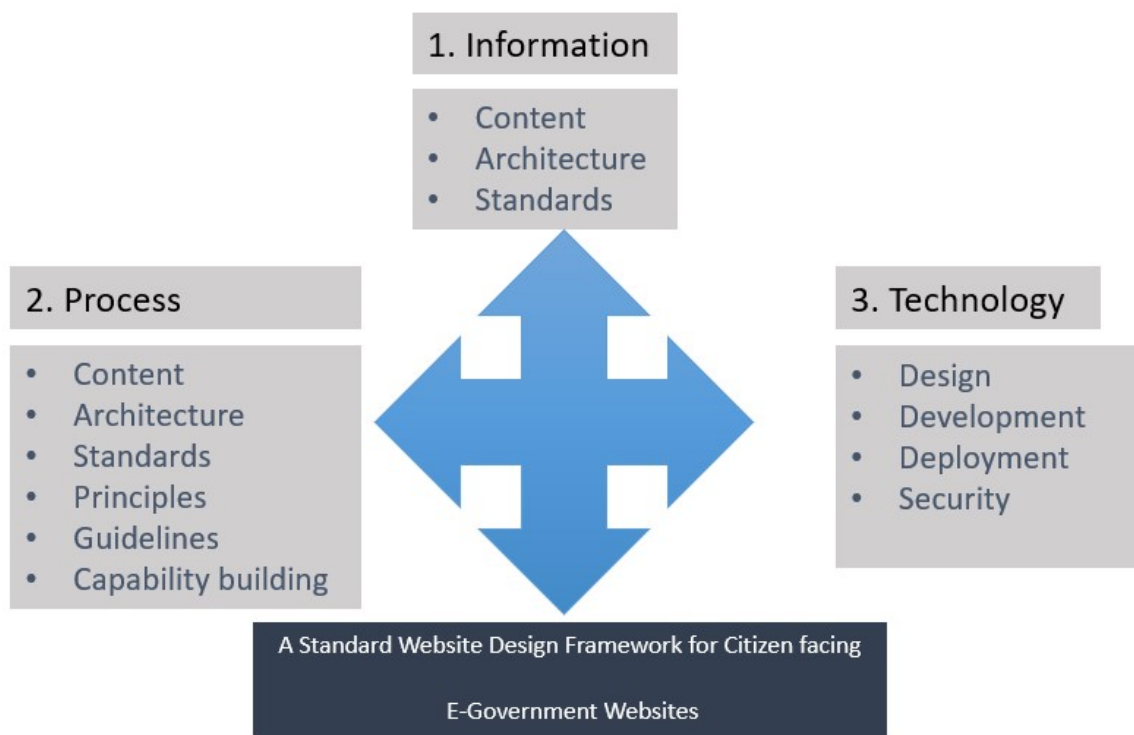 1. Information
• Content
• Architecture
• Standards
2. Process
• Content
• Architecture
• Standards
• Principles
• Guidelines
• Capability building
3. Technology
• Design
• Development
• Deployment
• Security
A Standard Website Design Framework for Citizen facing
E-Government Websites